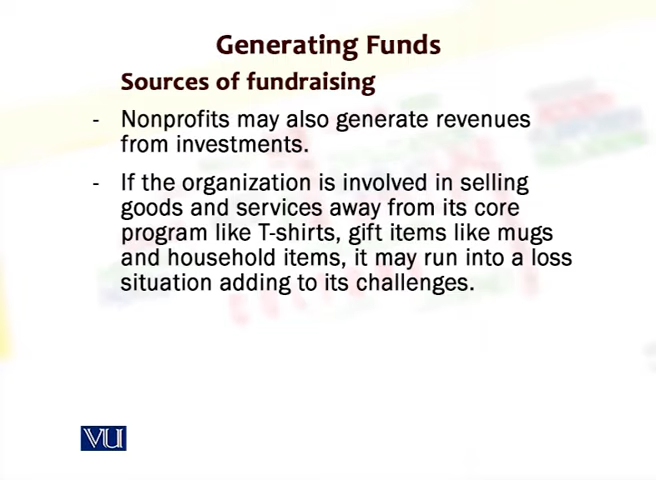 Generating Funds
Sources of fundraising
- Nonprofits may also generate revenues
from investments.
- If the organization is involved in selling
goods and services away from its core
program like T-shirts, gift items like mugs
and household items, it may run into a loss
situation adding to its challenges.
VU